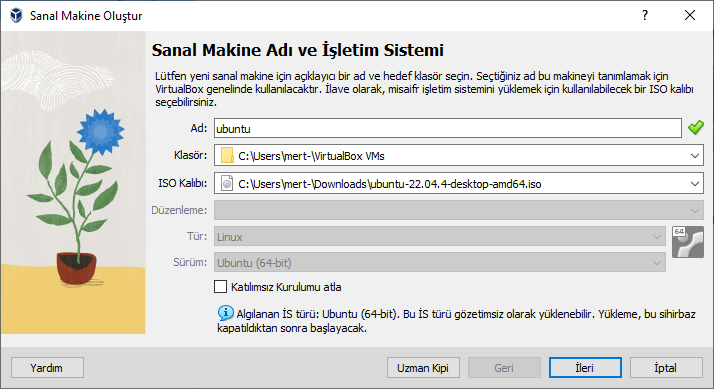 Sanal Makine Oluştur
Sanal Makine Adı ve İşletim Sistemi
Lütfen yeni sanal makine için açıklayıcı bir ad ve hedef klasör seçin. Seçtiğiniz ad bu makineyi tanımlamak için
VirtualBox genelinde kullanılacaktır. İlave olarak, misaifr işletim sistemini yüklemek için kullanılabilecek bir ISO kalıbı
seçebilirsiniz.
Ad: ubuntu
Klasör: C:\Users\mert-\VirtualBox VMs
ISO Kalıbı: C:\Users\mert-\Downloads\ubuntu-22.04.4-desktop-amd64.iso
Düzenleme:
Tür: Linux 64
Sürüm: Ubuntu (64-bit)
Katılımsız Kurulumu atla
Algılanan İS türü: Ubuntu (64-bit). Bu İS türü gözetimsiz olarak yüklenebilir. Yükleme, bu sihirbaz
kapatıldıktan sonra başlayacak.
Yardım Uzman Kipi Geri İleri İptal